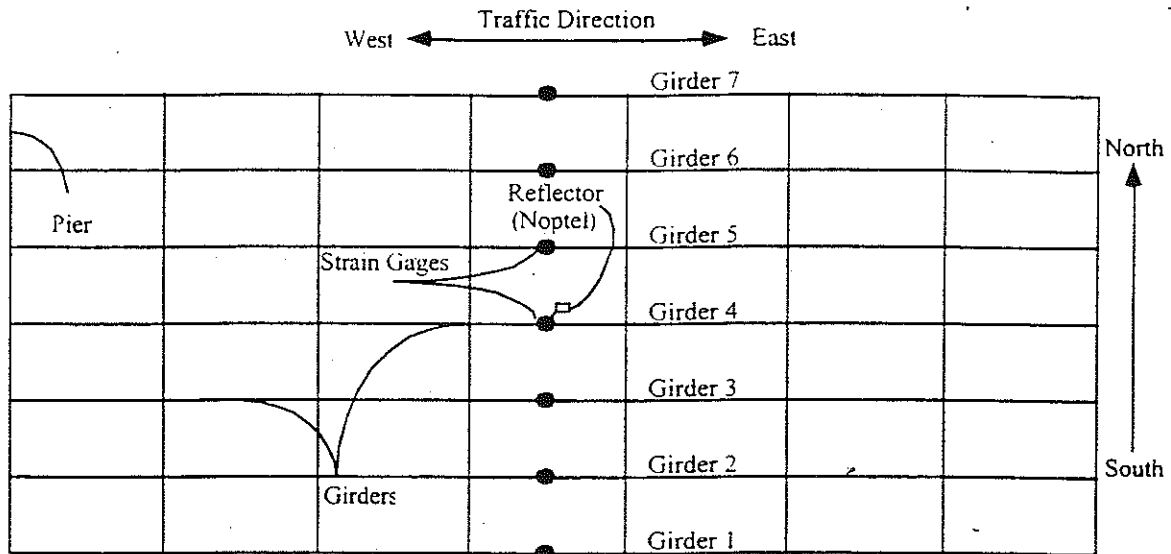 Traffic Direction
West East
Girder 7
Girder 6
North
Reflector
(Noptel)
Pier
Girder 5
Strain Gages
Girder 4
Girder 3
Girder 2
South
Girders
Girder 1